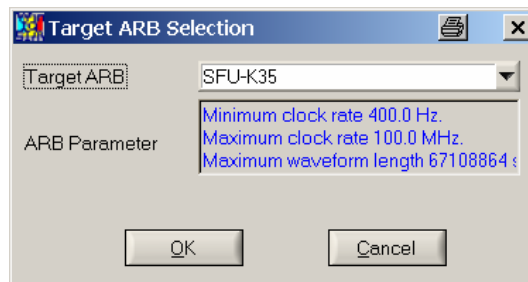 Target ARB Selection
Target ARB
SFU-K35
ARB Parameter
Minimum clock rate 400.0 Hz.
Maximum clock rate 100.0 MHz.
Maximum waveform length 67108864 s
OK
Cancel